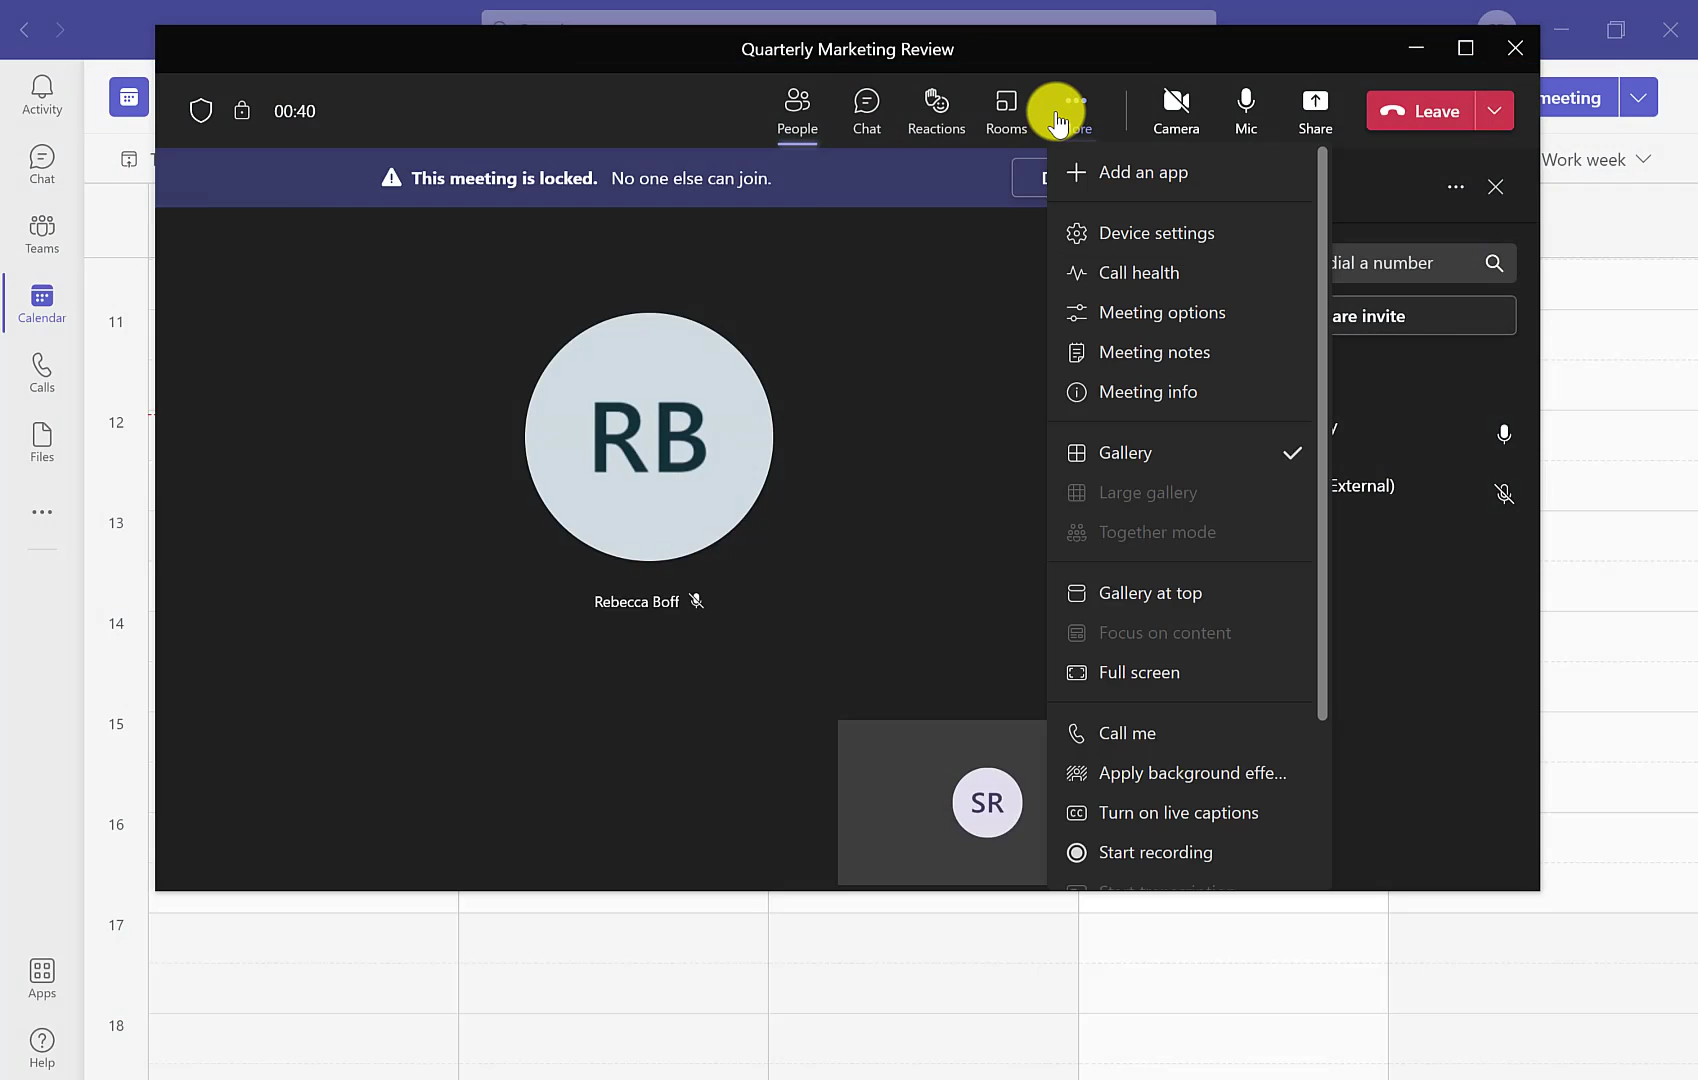 Quarterly Marketing Review
Activity
Chat
Teams
Calendar
Calls
Files
Apps
Help
00:40
People
Chat
Reactions
Rooms
Camera
Mic
Share
Leave
meeting
Work week
This meeting is locked. No one else can join.
Add an app
Device settings
Call health
Meeting options
Meeting notes
Meeting info
Gallery
Large gallery
Together mode
Gallery at top
Focus on content
Full screen
Call me
Apply background effe...
Turn on live captions
Start recording
dial a number
are invite
External)
RB
Rebecca Boff
SR
11
12
13
14
15
16
17
18